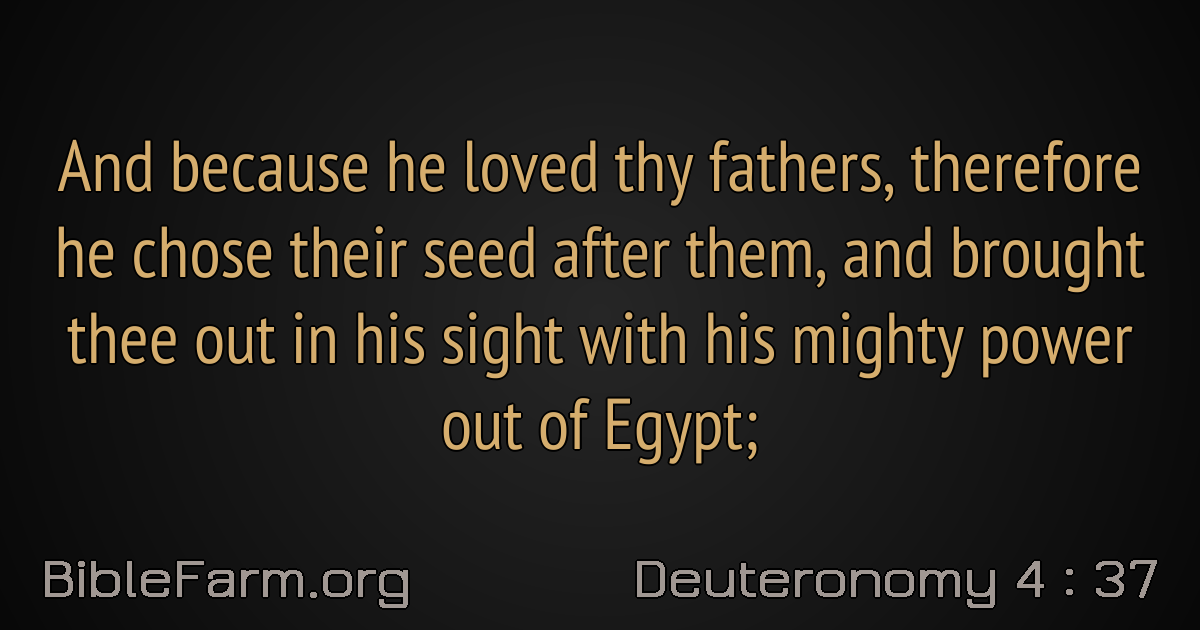 And because he loved thy fathers, therefore
he chose their seed after them, and brought
thee out in his sight with his mighty power
out of Egypt;
BibleFarm.org
Deuteronomy 4 : 37